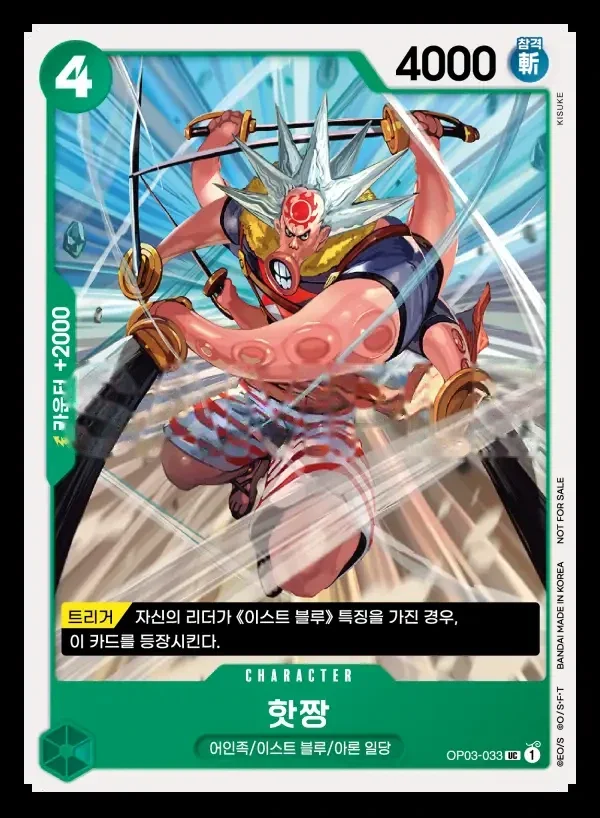 4
4000
참격
斬
KISUKE
카운터 +2000
트리거 자신의 리더가 《이스트 블루》 특징을 가진 경우,
이 카드를 등장시킨다.
CHARACTER
핫짱
어인족/이스트 블루/아론 일당
OP03-033 UC 1
©EO/S ©O/S·F·T BANDAI MADE IN KOREA NOT FOR SALE